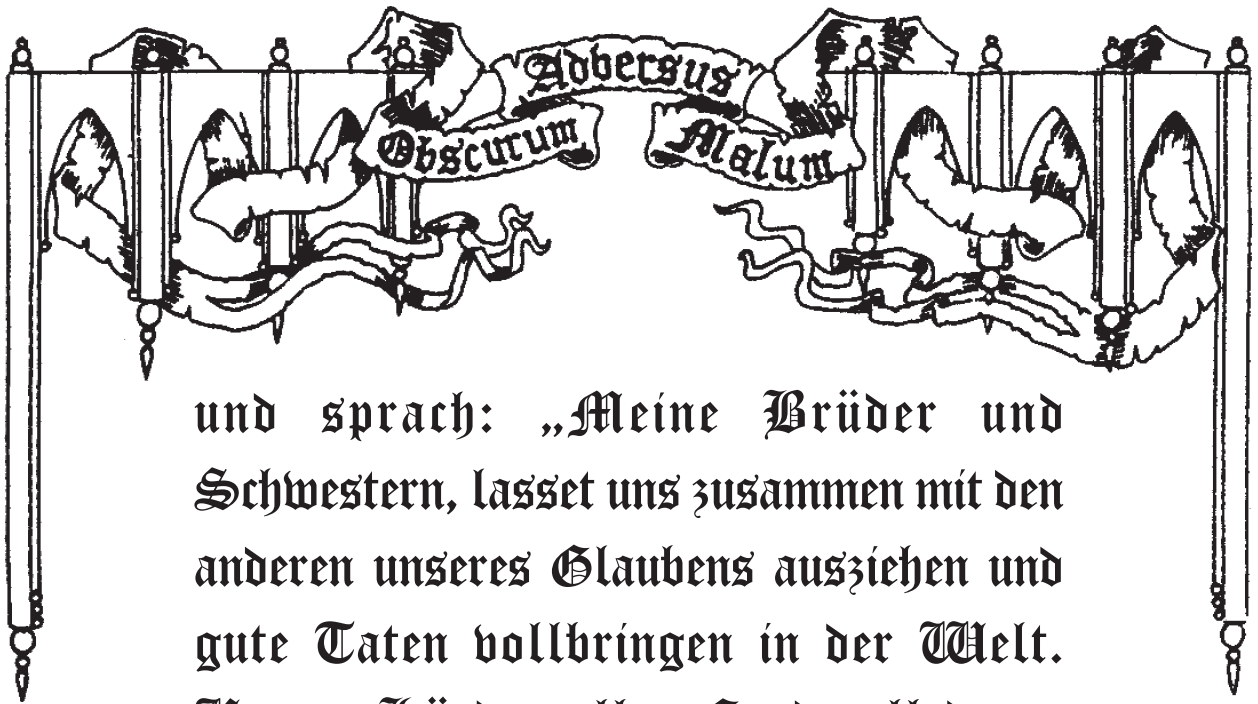 Adversus
Obscurum Malum
und sprach: „Meine Brüder und
Schwestern, lasset uns zusammen mit den
anderen unseres Glaubens ausziehen und
gute Taten vollbringen in der Welt.